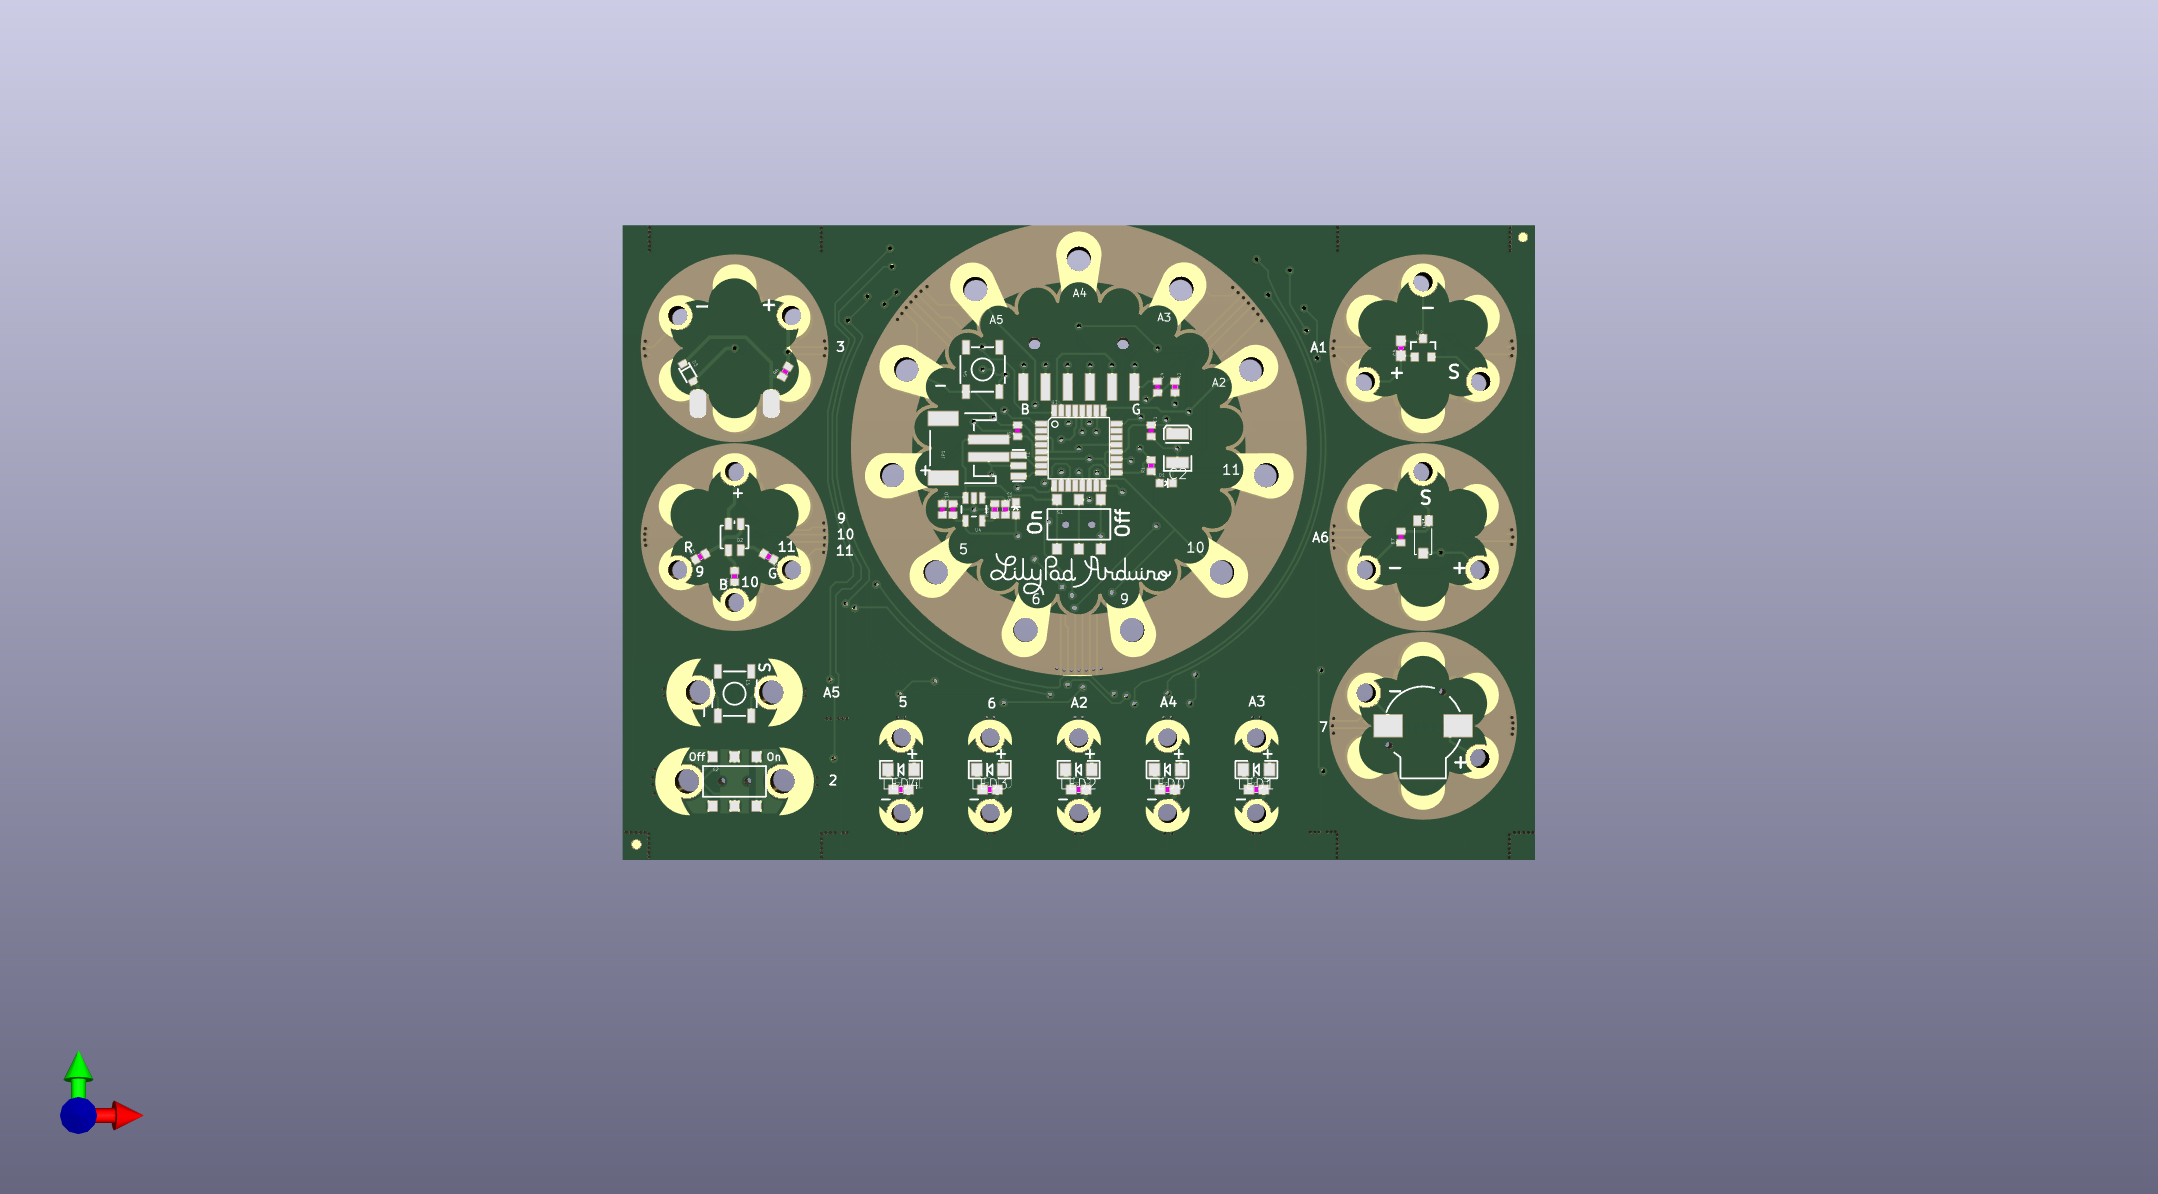 A4
A5
A3
- +
3
A1
-
A2
-
+ S
B G
+
11
+
S
9
10
11
On Off
A6
R 11
9 G
B 10
5
10
- +
LilyPad Arduino
6 9
S
A5
5 6 A2 A4 A3
-
7
+ + + + +
Off On
2
+
- - - - -